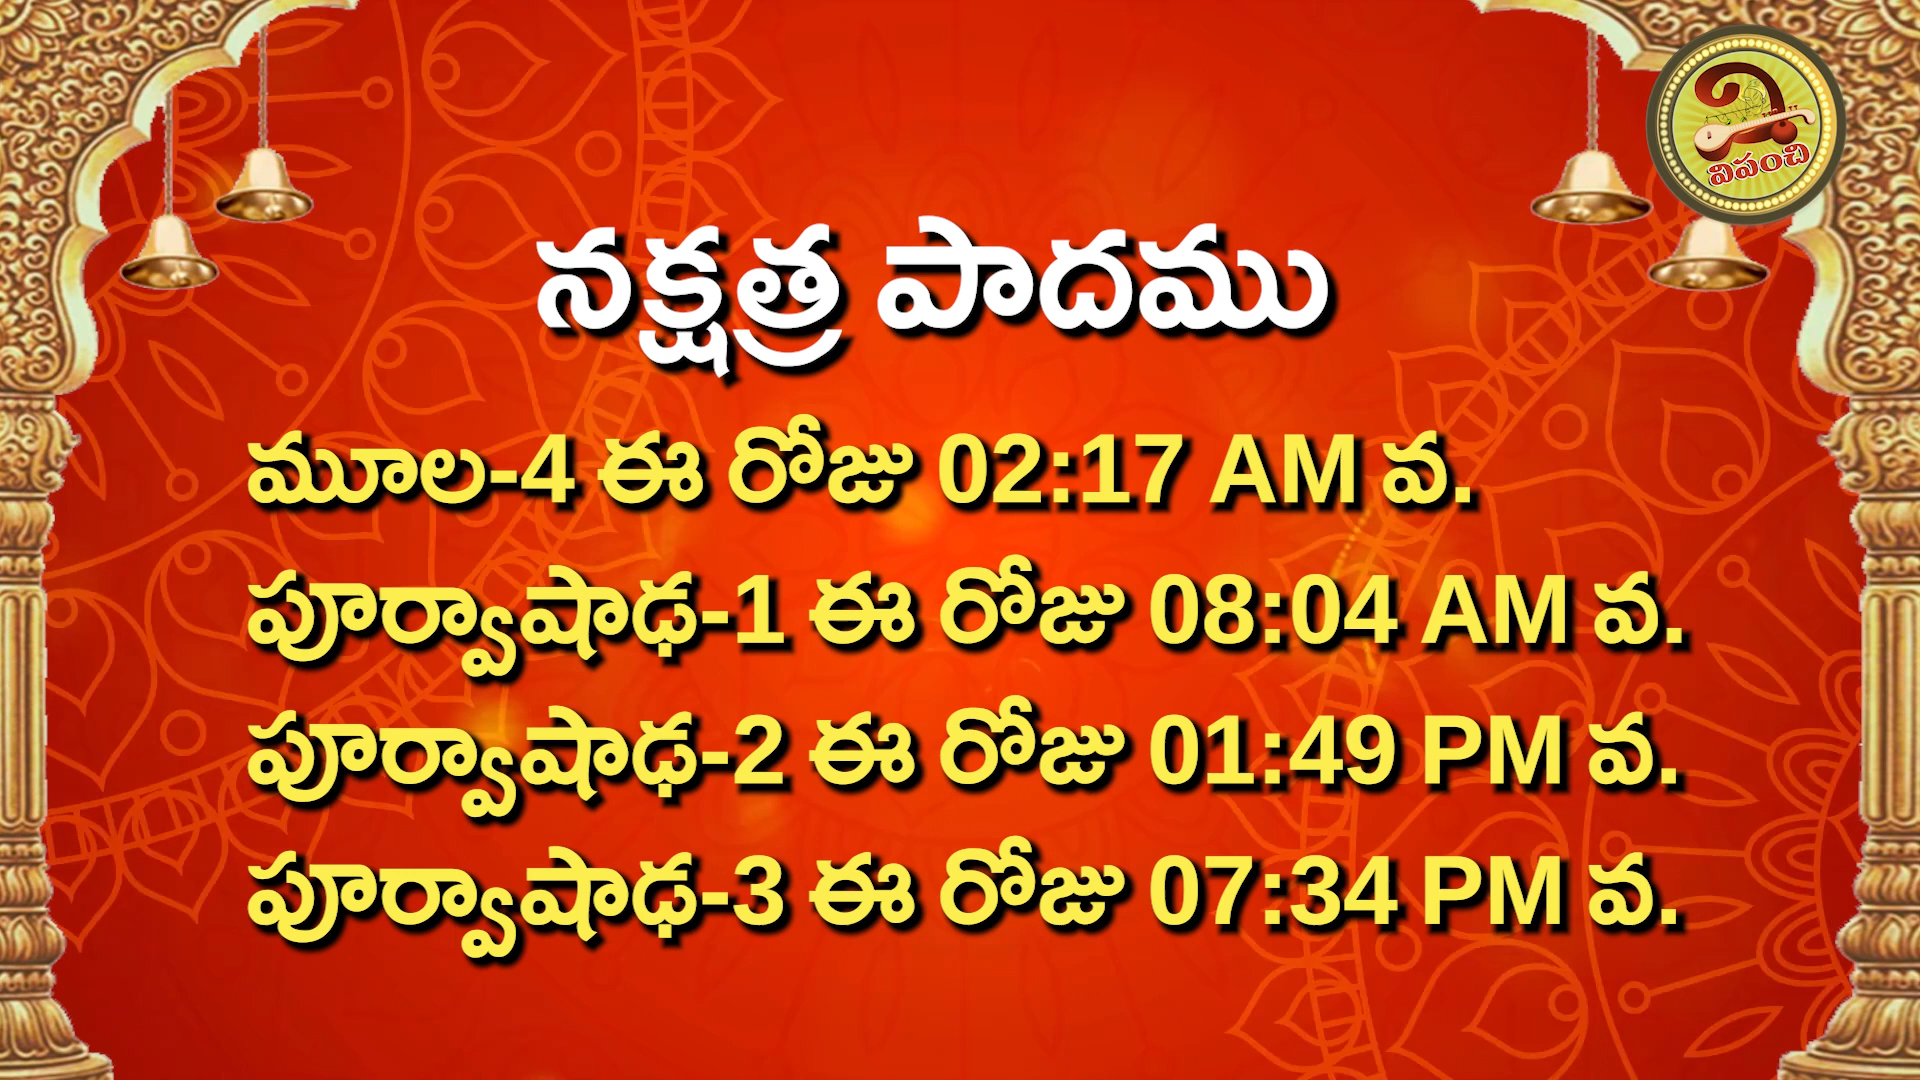 విపంచి
నక్షత్ర పాదము
మూల-4 ఈ రోజు 02:17 AM వ.
పూర్వాషాఢ-1 ఈ రోజు 08:04 AM వ.
పూర్వాషాఢ-2 ఈ రోజు 01:49 PM వ.
పూర్వాషాఢ-3 ఈ రోజు 07:34 PM వ.